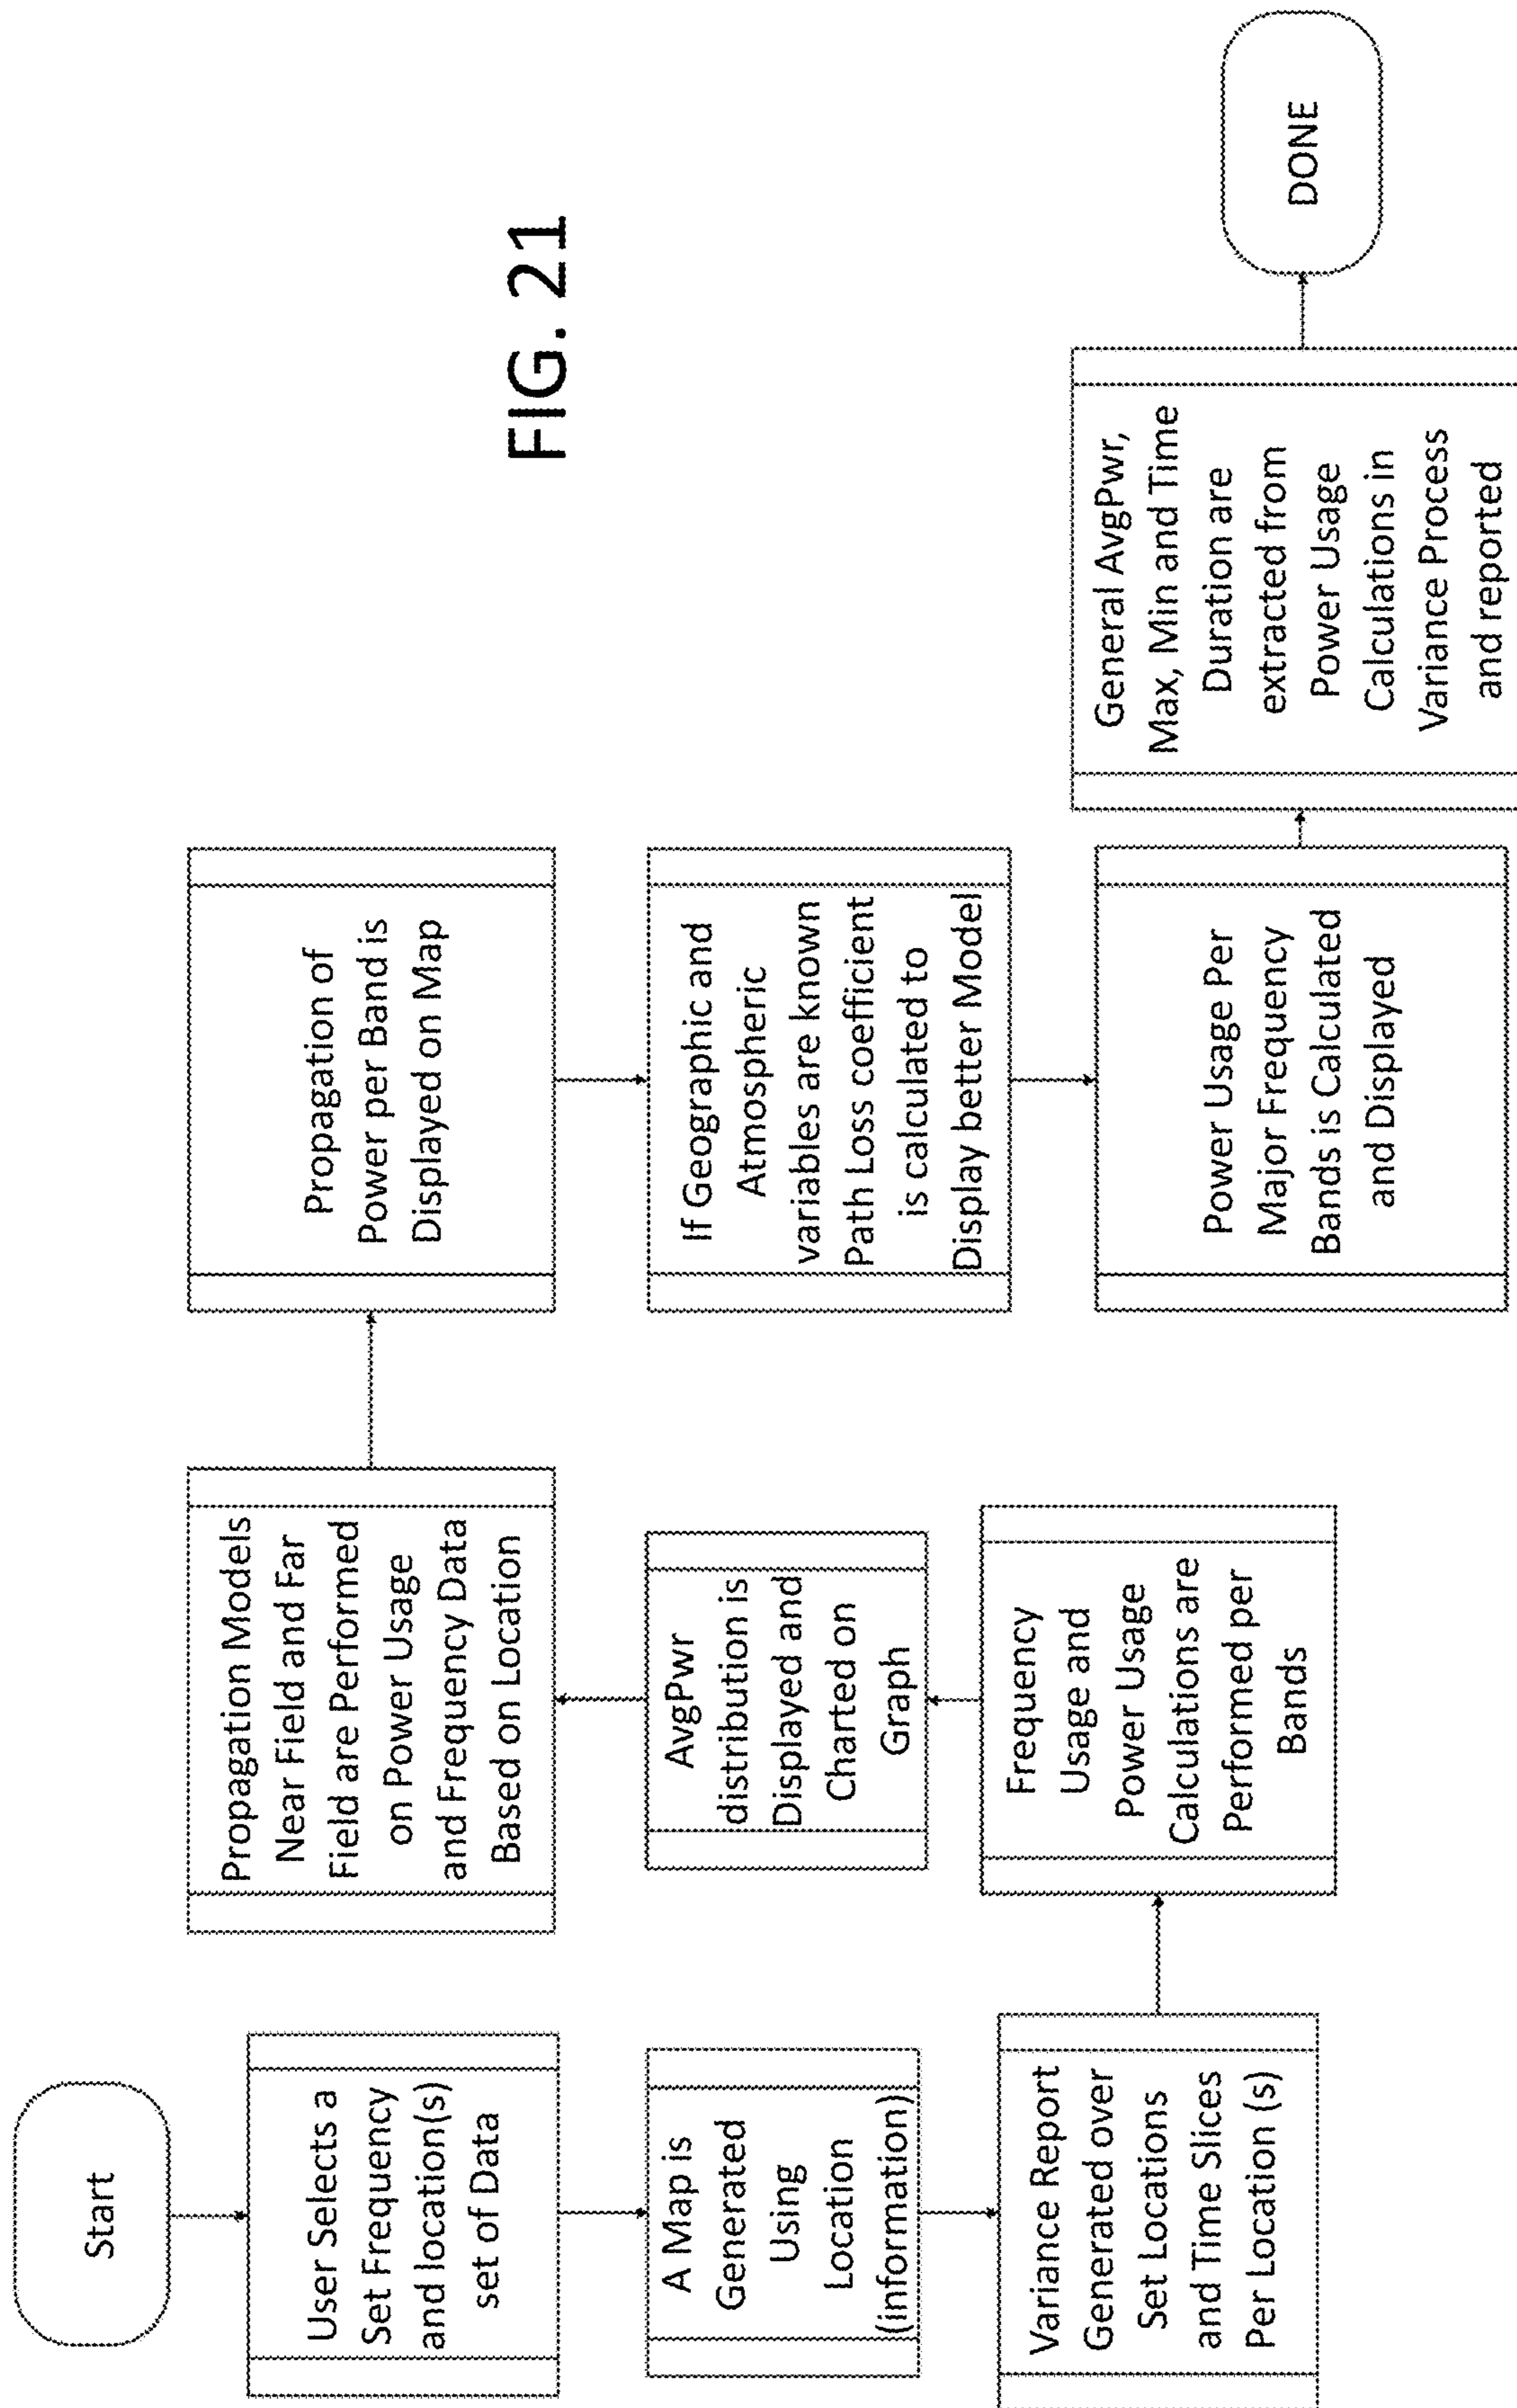 FIG. 21
Start
User Selects a
Set Frequency
and location(s)
set of Data
A Map is
Generated
Using
Location
(information)
Variance Report
Generated over
Set Locations
and Time Slices
Per Location (s)
Frequency
Usage and
Power Usage
Calculations are
Performed per
Bands
AvgPwr
distribution is
Displayed and
Charted on
Graph
Propagation Models
Near Field and Far
Field are Performed
on Power Usage
and Frequency Data
Based on Location
Propagation of
Power per Band is
Displayed on Map
If Geographic and
Atmospheric
variables are known
Path Loss coefficient
is calculated to
Display better Model
Power Usage Per
Major Frequency
Bands is Calculated
and Displayed
General AvgPwr,
Max, Min and Time
Duration are
extracted from
Power Usage
Calculations in
Variance Process
and reported
DONE